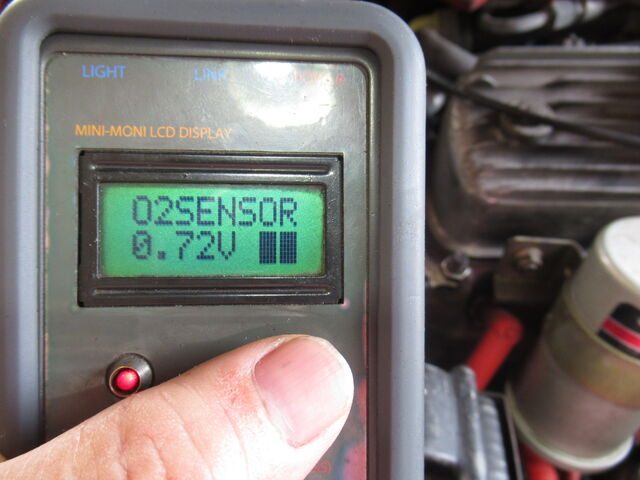 LIGHT LINK
MINI-MONI LCD DISPLAY
O2SENSOR
0.72V